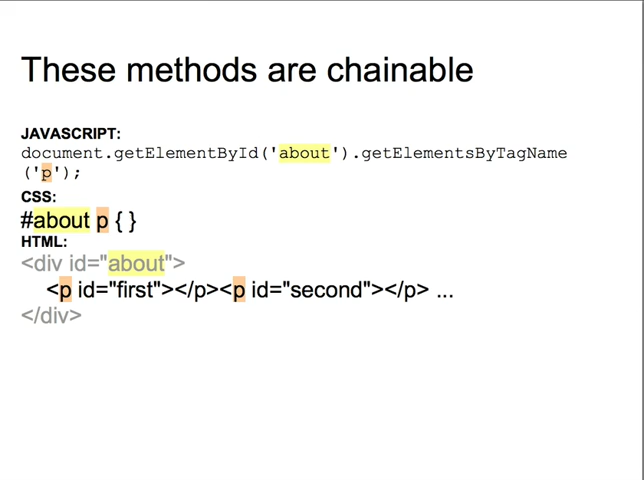 These methods are chainable
JAVASCRIPT:
document.getElementById('about').getElementsByTagName
('p');
CSS:
#about p { }
HTML:
<div id="about">
<p id="first"></p><p id="second"></p> ...
</div>